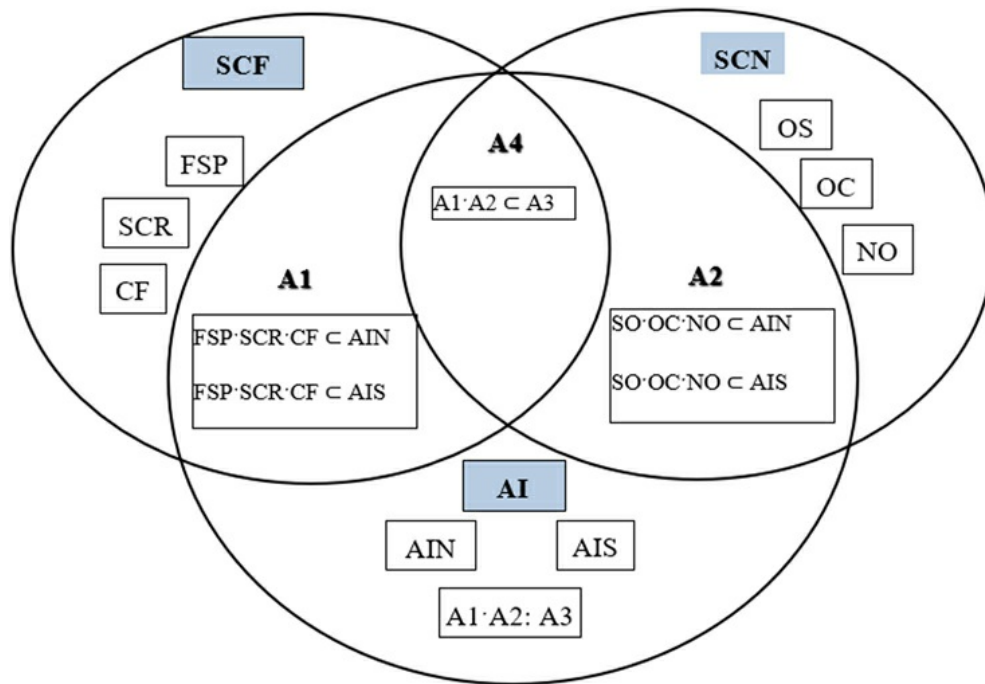 SCF
SCN
OS
FSP
A4
OC
A1·A2 ⊂ A3
SCR
NO
CF
A1
A2
FSP·SCR·CF ⊂ AIN
SO·OC·NO ⊂ AIN
FSP·SCR·CF ⊂ AIS
SO·OC·NO ⊂ AIS
AI
AIN
AIS
A1·A2: A3